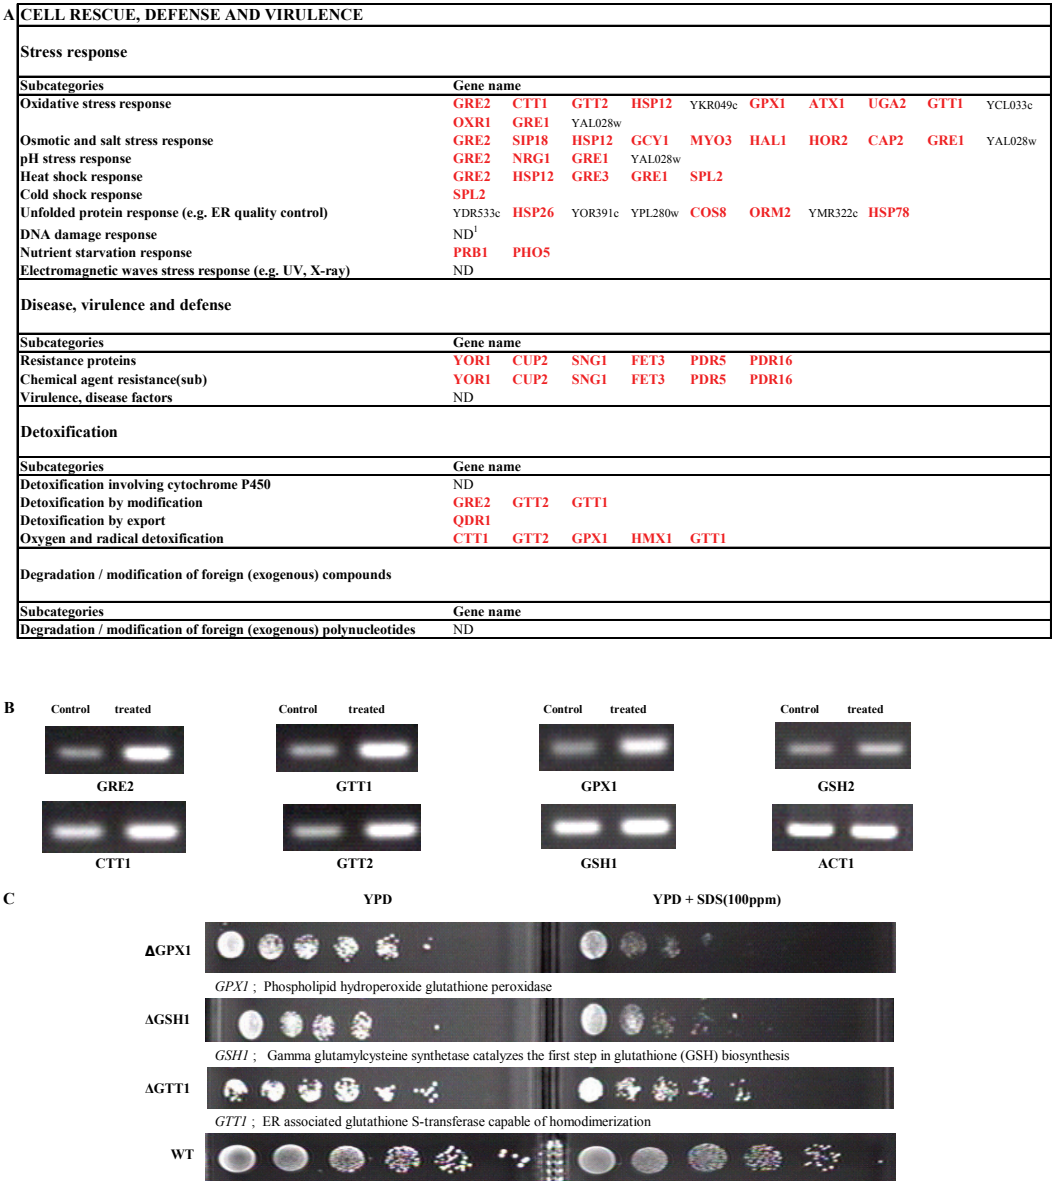 A CELL RESCUE, DEFENSE AND VIRULENCE
Stress response
Subcategories Gene name
Oxidative stress response GRE2 CTT1 GTT2 HSP12 YKR049c GPX1 ATX1 UGA2 GTT1 YCL033c
OXR1 GRE1 YAL028w
Osmotic and salt stress response GRE2 SIP18 HSP12 GCY1 MYO3 HAL1 HOR2 CAP2 GRE1 YAL028w
pH stress response GRE2 NRG1 GRE1 YAL028w
Heat shock response GRE2 HSP12 GRE3 GRE1 SPL2
Cold shock response SPL2
Unfolded protein response (e.g. ER quality control) YDR533c HSP26 YOR391c YPL280w COS8 ORM2 YMR322c HSP78
DNA damage response ND1
Nutrient starvation response PRB1 PHO5
Electromagnetic waves stress response (e.g. UV, X-ray) ND
Disease, virulence and defense
Subcategories Gene name
Resistance proteins YOR1 CUP2 SNG1 FET3 PDR5 PDR16
Chemical agent resistance(sub) YOR1 CUP2 SNG1 FET3 PDR5 PDR16
Virulence, disease factors ND
Detoxification
Subcategories Gene name
Detoxification involving cytochrome P450 ND
Detoxification by modification GRE2 GTT2 GTT1
Detoxification by export QDR1
Oxygen and radical detoxification CTT1 GTT2 GPX1 HMX1 GTT1
Degradation / modification of foreign (exogenous) compounds
Subcategories Gene name
Degradation / modification of foreign (exogenous) polynucleotides ND
B Control treated Control treated Control treated Control treated
GRE2 GTT1 GPX1 GSH2
CTT1 GTT2 GSH1 ACT1
C YPD YPD + SDS(100ppm)
ΔGPX1
GPX1 ; Phospholipid hydroperoxide glutathione peroxidase
ΔGSH1
GSH1 ; Gamma glutamylcysteine synthetase catalyzes the first step in glutathione (GSH) biosynthesis
ΔGTT1
GTT1 ; ER associated glutathione S-transferase capable of homodimerization
WT